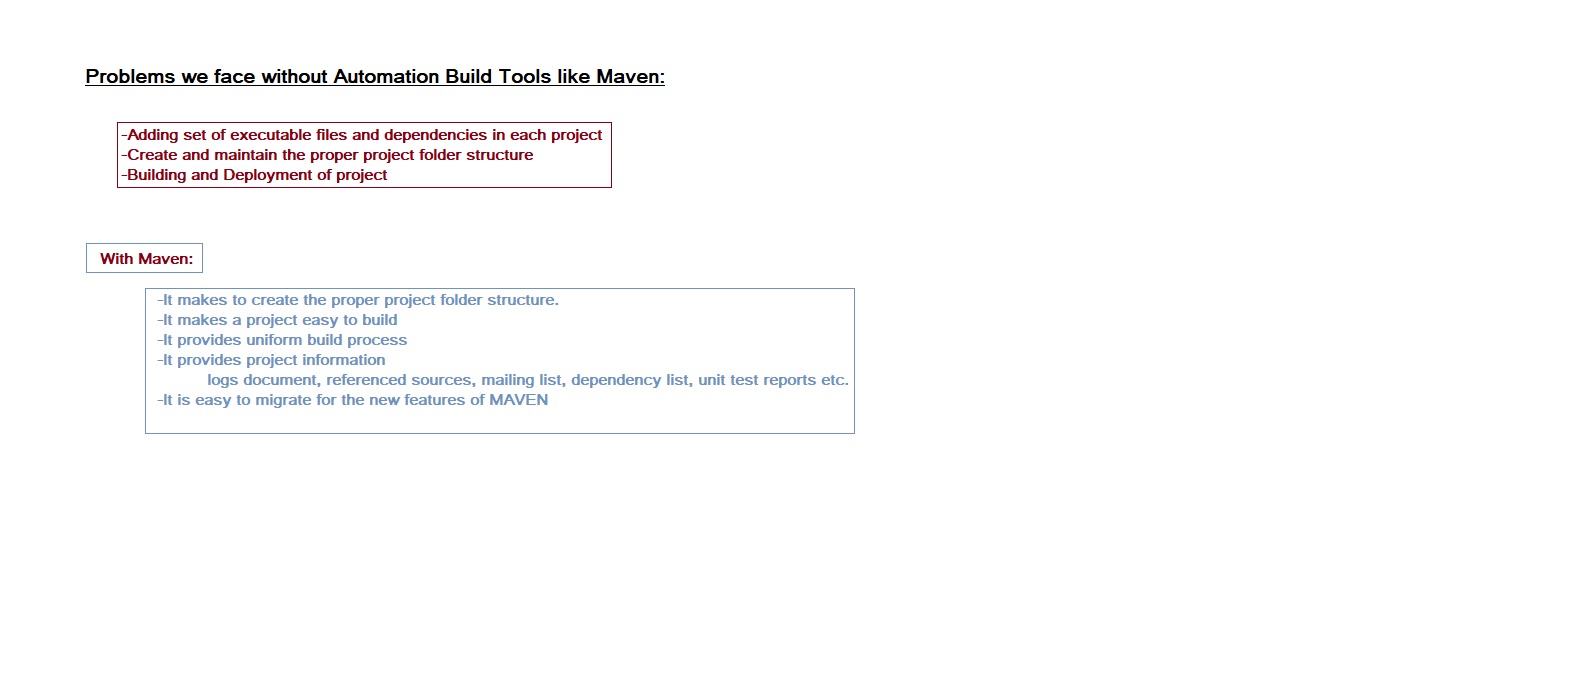 Problems we face without Automation Build Tools like Maven:
-Adding set of executable files and dependencies in each project
-Create and maintain the proper project folder structure
-Building and Deployment of project
With Maven:
-It makes to create the proper project folder structure.
-It makes a project easy to build
-It provides uniform build process
-It provides project information
logs document, referenced sources, mailing list, dependency list, unit test reports etc.
-It is easy to migrate for the new features of MAVEN